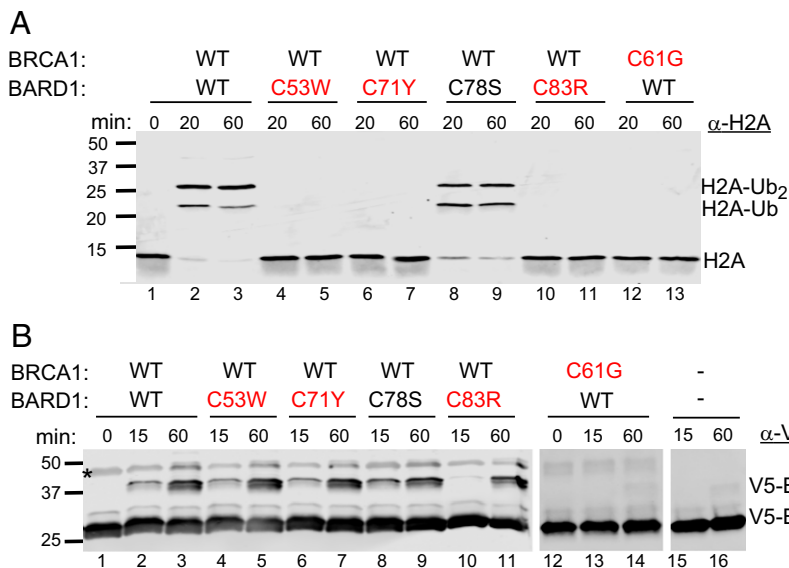 A
BRCA1: WT WT WT WT WT C61G
BARD1: WT C53W C71Y C78S C83R WT
min: 0 20 60 20 60 20 60 20 60 20 60 20 60 α-H2A
50
37
25 H2A-Ub2
20 H2A-Ub
15 H2A
1 2 3 4 5 6 7 8 9 10 11 12 13
B
BRCA1: WT WT WT WT WT C61G -
BARD1: WT C53W C71Y C78S C83R WT -
min: 0 15 60 15 60 15 60 15 60 15 60 0 15 60 15 60 α-V
50
*
37 V5-E
V5-E
25
1 2 3 4 5 6 7 8 9 10 11 12 13 14 15 16